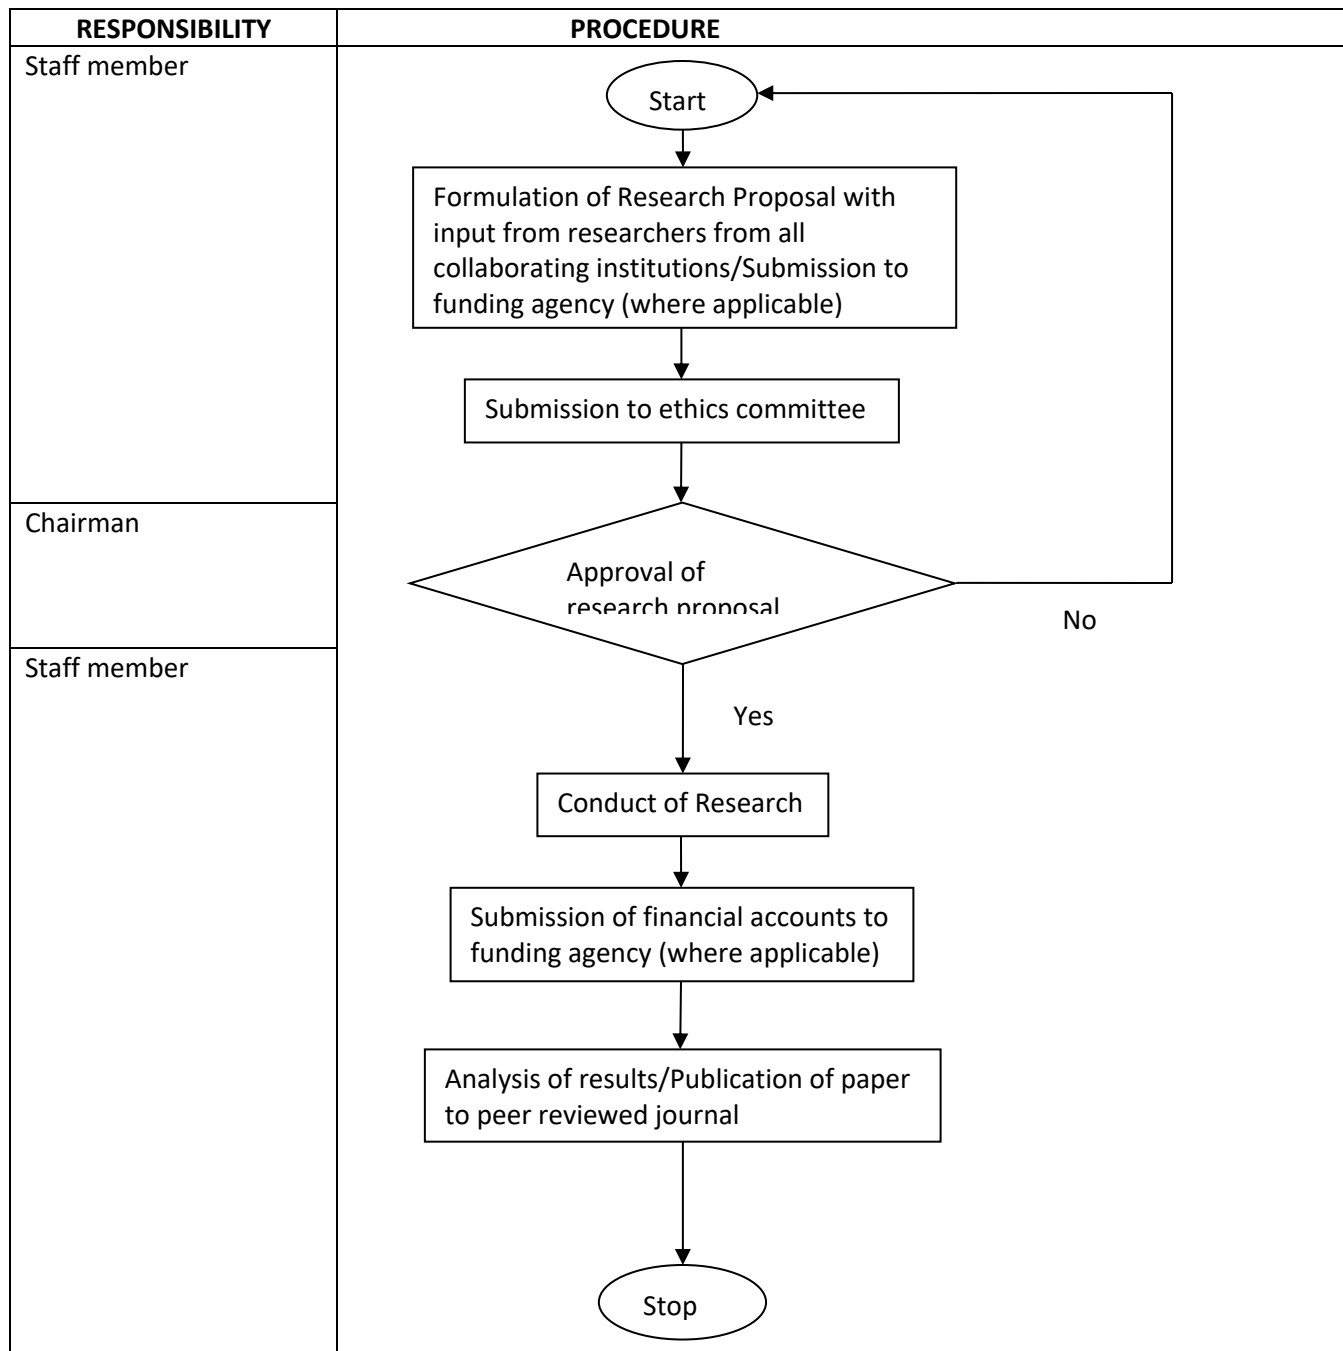 RESPONSIBILITY
PROCEDURE
Staff member
Start
Formulation of Research Proposal with
input from researchers from all
collaborating institutions/Submission to
funding agency (where applicable)
Submission to ethics committee
Chairman
Approval of
research proposal
No
Staff member
Yes
Conduct of Research
Submission of financial accounts to
funding agency (where applicable)
Analysis of results/Publication of paper
to peer reviewed journal
Stop